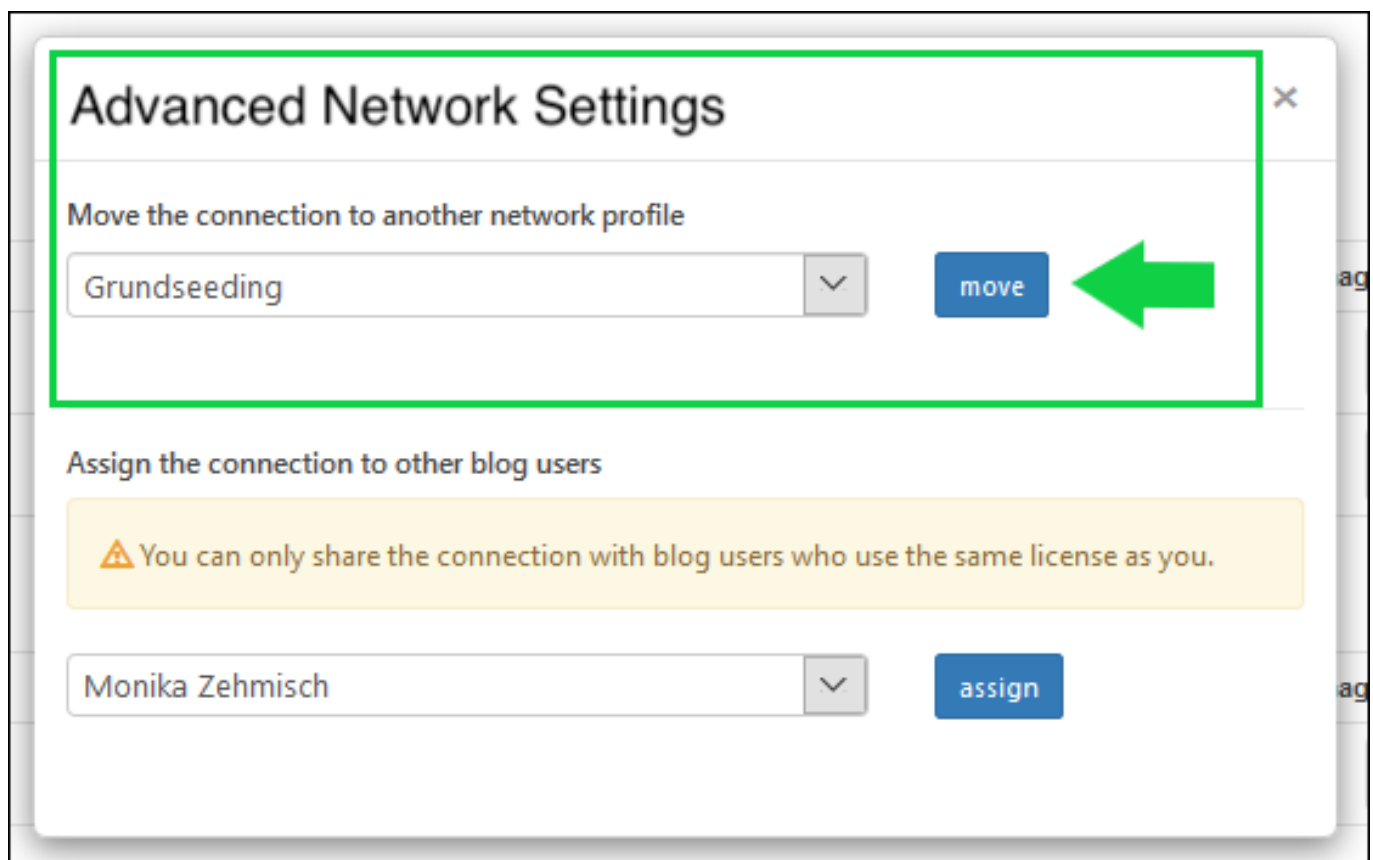 Advanced Network Settings
×
Move the connection to another network profile
Grundseeding
move
Assign the connection to other blog users
You can only share the connection with blog users who use the same license as you.
Monika Zehmisch
assign